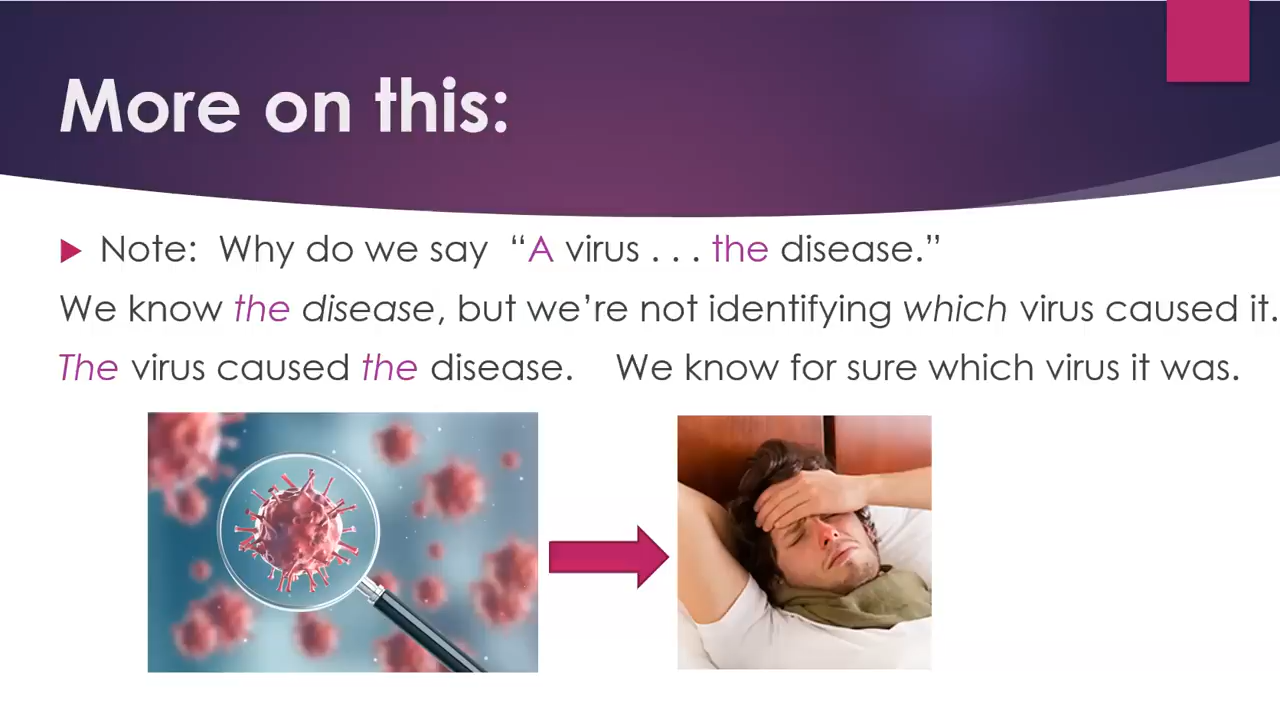 More on this:
Note:  Why do we say  “A virus . . . the disease.”
We know the disease, but we’re not identifying which virus caused it.
The virus caused the disease.    We know for sure which virus it was.